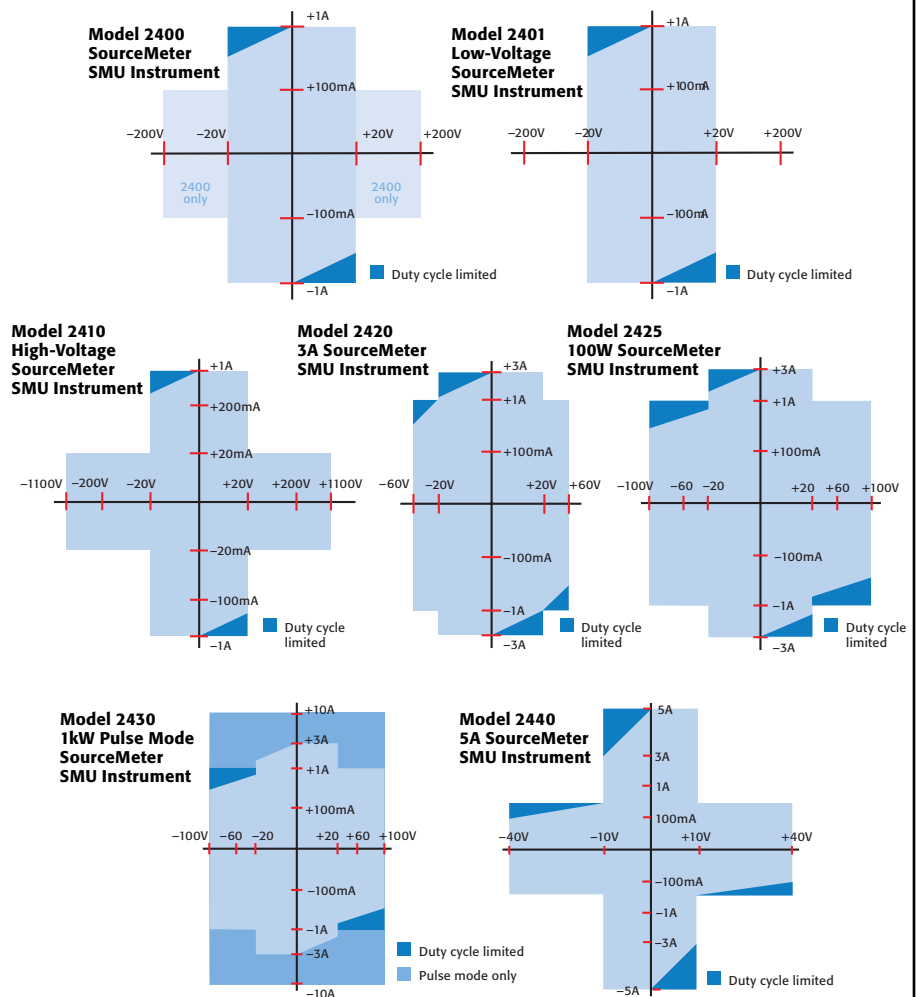 Model 2400
SourceMeter
SMU Instrument
+1A
+100mA
−200V
−20V
+20V
+200V
2400
only
2400
only
−100mA
−1A
Duty cycle limited
Model 2401
Low-Voltage
SourceMeter
SMU Instrument
+1A
+100mA
−200V
−20V
+20V
+200V
−100mA
−1A
Duty cycle limited
Model 2410
High-Voltage
SourceMeter
SMU Instrument
+1A
+200mA
+20mA
−1100V
−200V
−20V
+20V
+200V
+1100V
−20mA
−100mA
−1A
Duty cycle
limited
Model 2420
3A SourceMeter
SMU Instrument
+3A
+1A
+100mA
−60V
−20V
+20V
+60V
−100mA
−1A
−3A
Duty cycle
limited
Model 2425
100W SourceMeter
SMU Instrument
+3A
+1A
+100mA
−100V
−60
−20
+20
+60
+100V
−100mA
−1A
−3A
Duty cycle
limited
Model 2430
1kW Pulse Mode
SourceMeter
SMU Instrument
+10A
+3A
+1A
+100mA
−100V
−60
−20
+20
+60
+100V
−100mA
−1A
−3A
−10A
Duty cycle limited
Pulse mode only
Model 2440
5A SourceMeter
SMU Instrument
5A
3A
1A
100mA
−40V
−10V
+10V
+40V
−100mA
−1A
−3A
−5A
Duty cycle limited